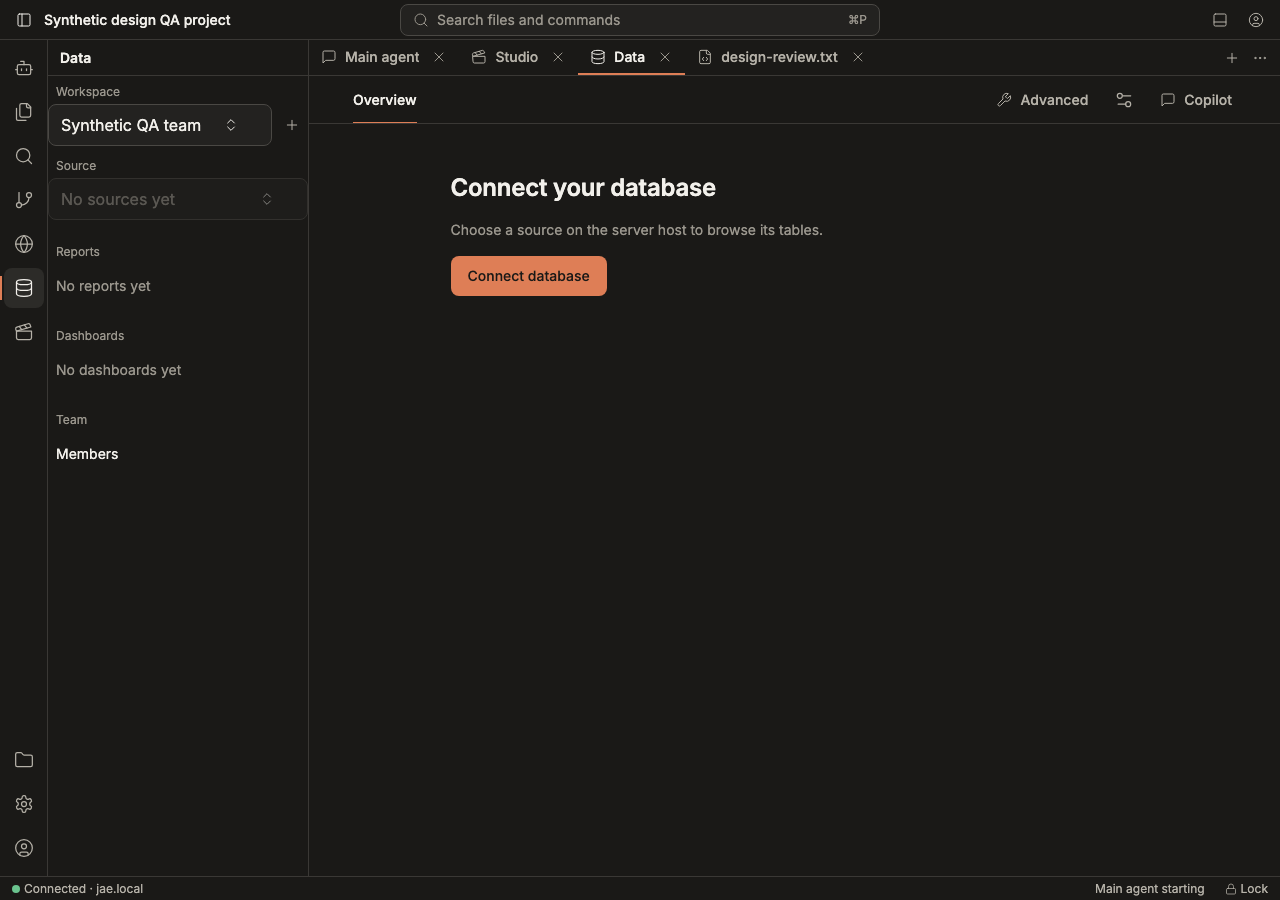 Synthetic design QA project
Search files and commands
⌘P
Data
Main agent
Studio
Data
design-review.txt
Workspace
Synthetic QA team
Source
No sources yet
Reports
No reports yet
Dashboards
No dashboards yet
Team
Members
Overview
Advanced
Copilot
Connect your database
Choose a source on the server host to browse its tables.
Connect database
Connected · jae.local
Main agent starting
Lock